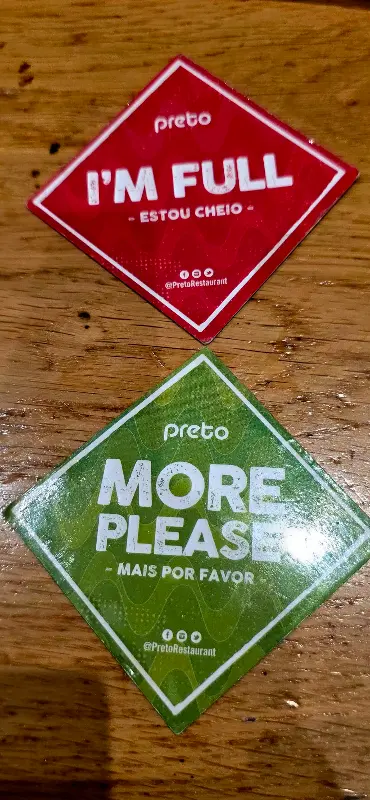 preto
I'M FULL
- ESTOU CHEIO -
@PretoRestaurant
preto
MORE
PLEASE
- MAIS POR FAVOR
@PretoRestaurant